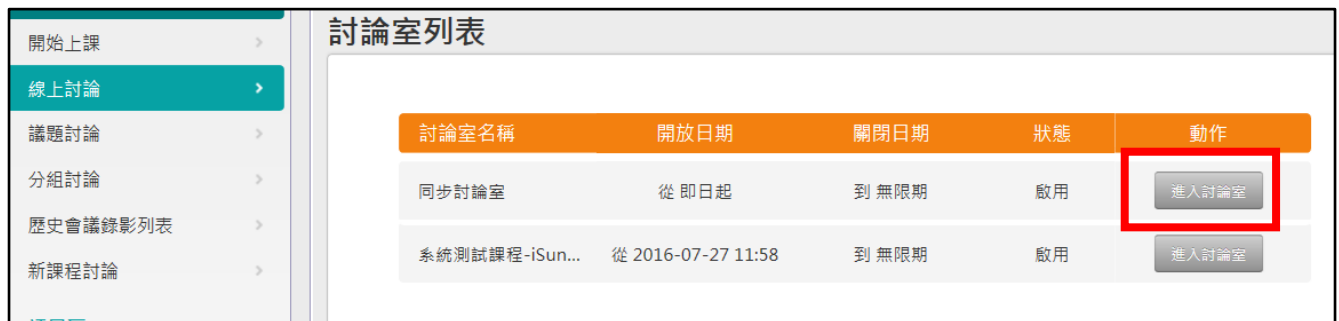 開始上課
線上討論
議題討論
分組討論
歷史會議錄影列表
新課程討論
討論室列表
討論室名稱 開放日期 關閉日期 狀態 動作
同步討論室 從 即日起 到 無限期 啟用 進入討論室
系統測試課程-iSun... 從 2016-07-27 11:58 到 無限期 啟用 進入討論室